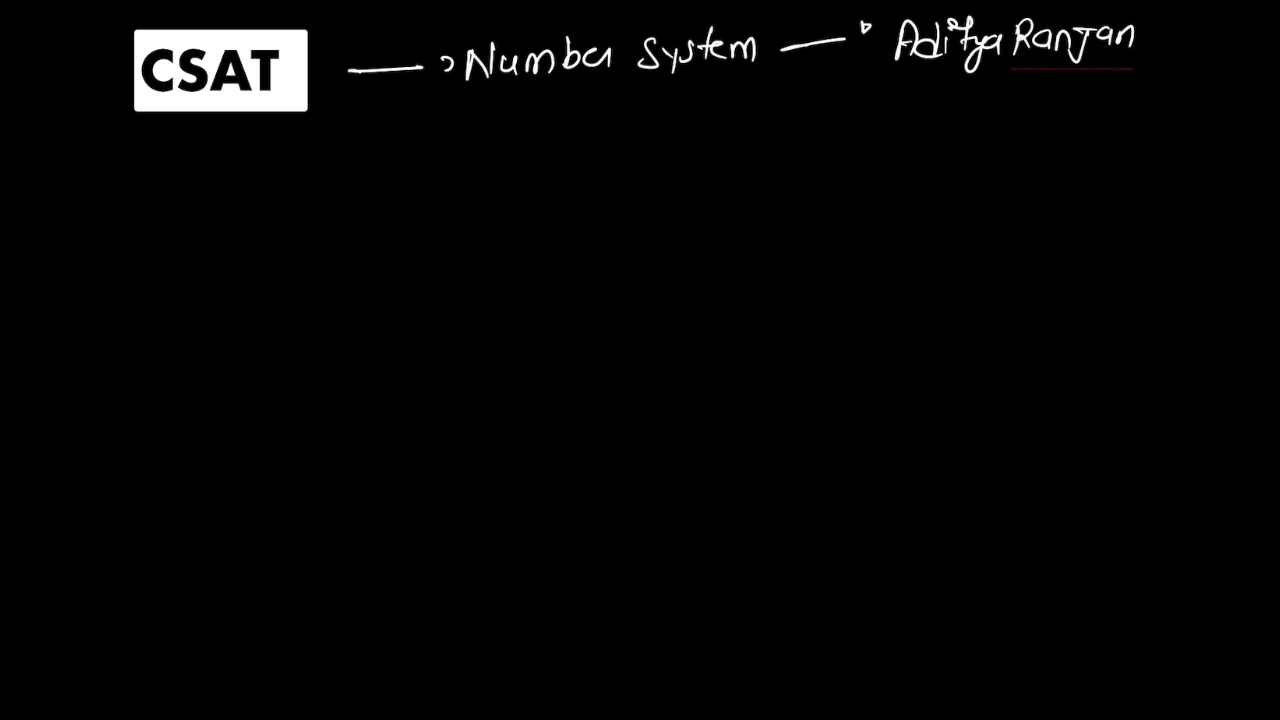 CSAT → Number System → Aditya Ranjan